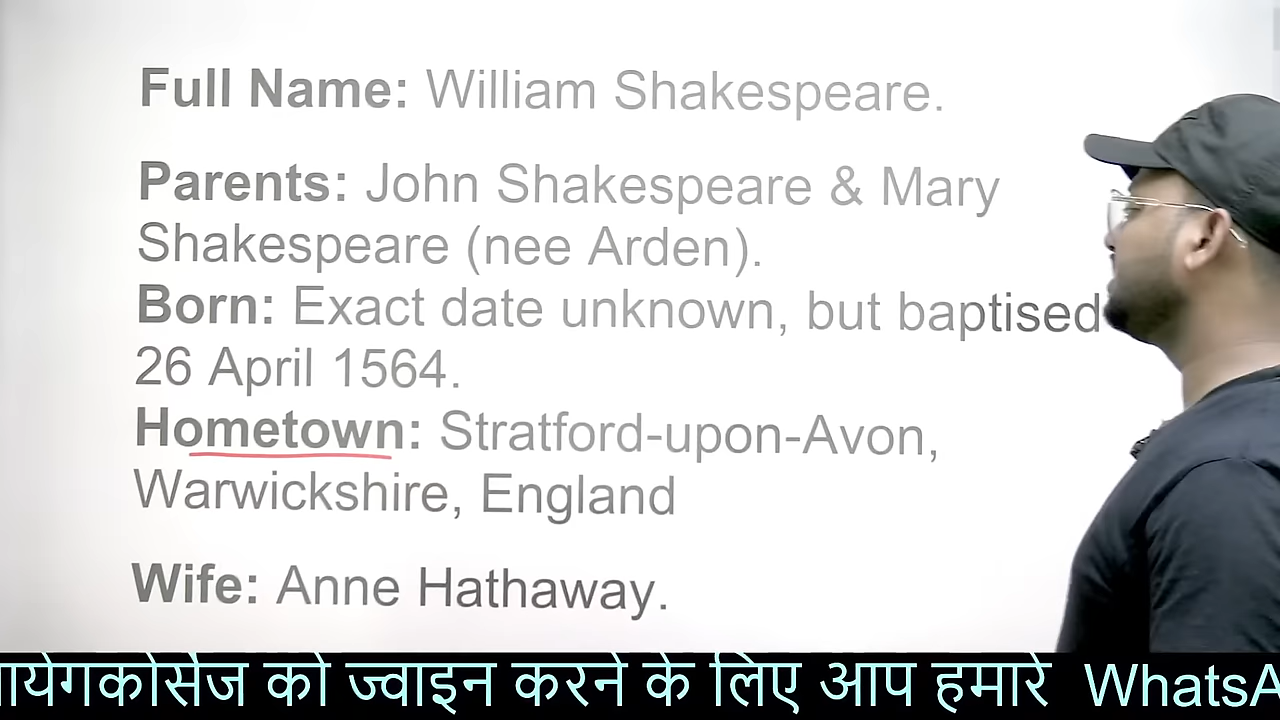 Full Name: William Shakespeare.
Parents: John Shakespeare & Mary
Shakespeare (nee Arden).
Born: Exact date unknown, but baptised
26 April 1564.
Hometown: Stratford-upon-Avon,
Warwickshire, England
Wife: Anne Hathaway.
को ज्वाइन करने के लिए आप हमारे